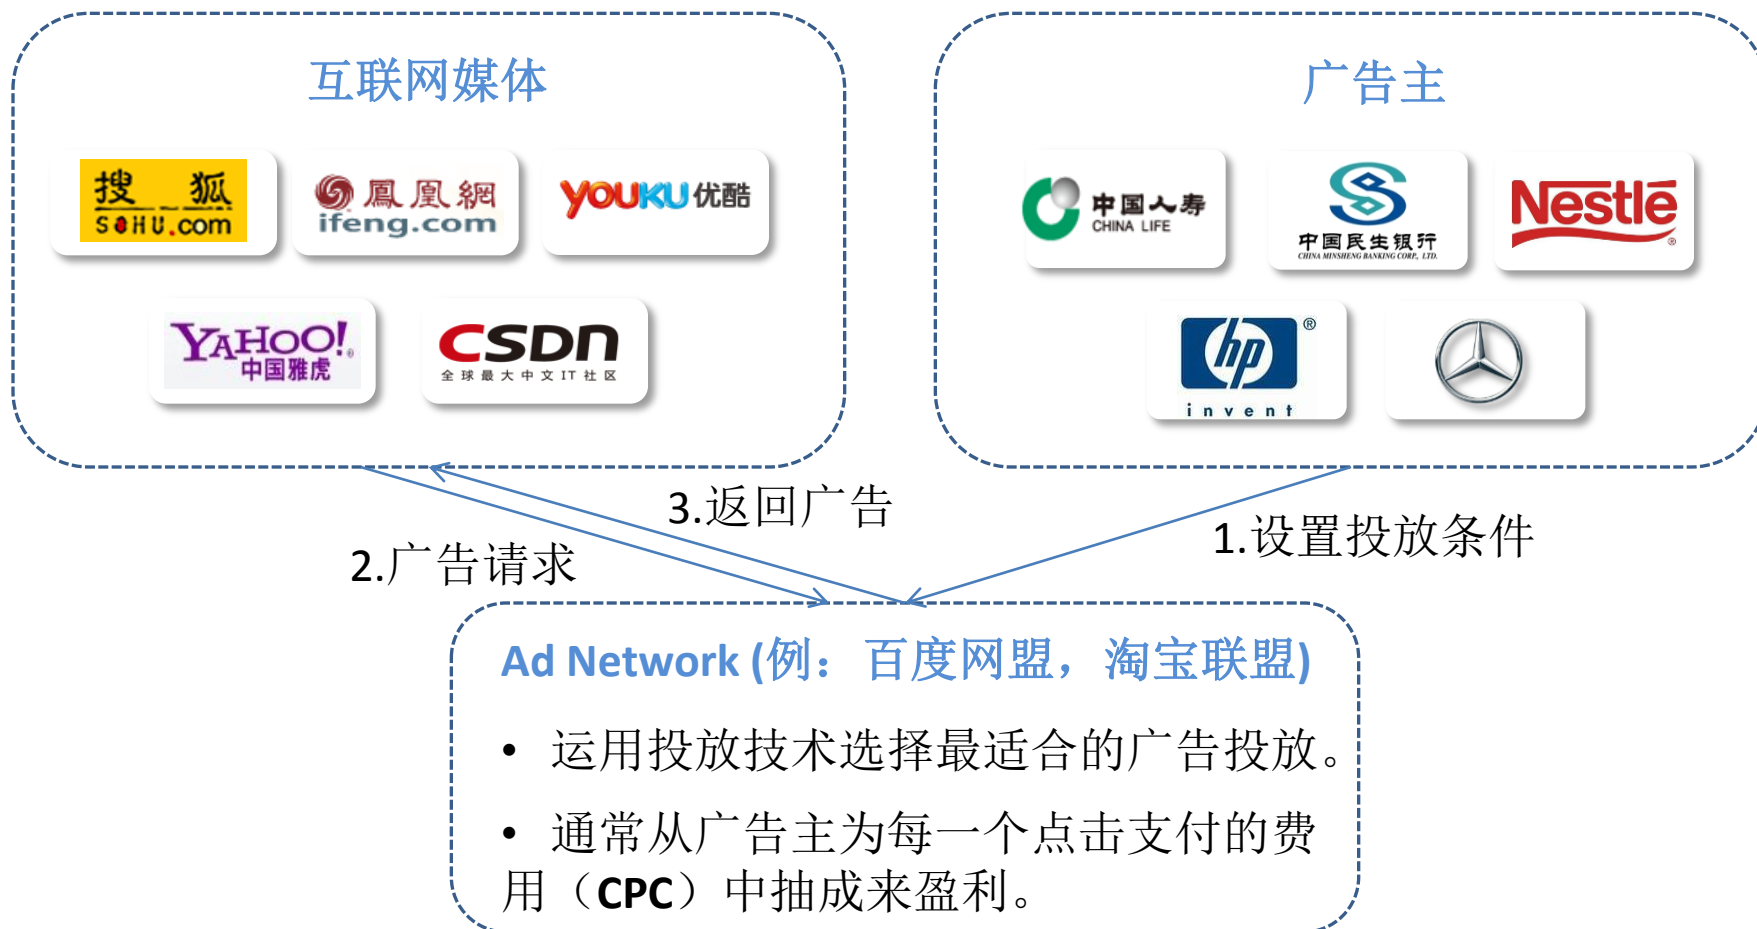 互联网媒体
搜 狐
SOHU.com
鳳凰網
ifeng.com
YOUKU优酷
YAHOO!
中国雅虎
CSDN
全球最大中文IT社区
广告主
中国人寿
CHINA LIFE
中国民生银行
CHINA MINSHENG BANKING CORP., LTD.
Nestlé
®
hp
®
invent
3.返回广告
2.广告请求
1.设置投放条件
Ad Network (例：百度网盟，淘宝联盟)
• 运用投放技术选择最适合的广告投放。
• 通常从广告主为每一个点击支付的费
用（CPC）中抽成来盈利。